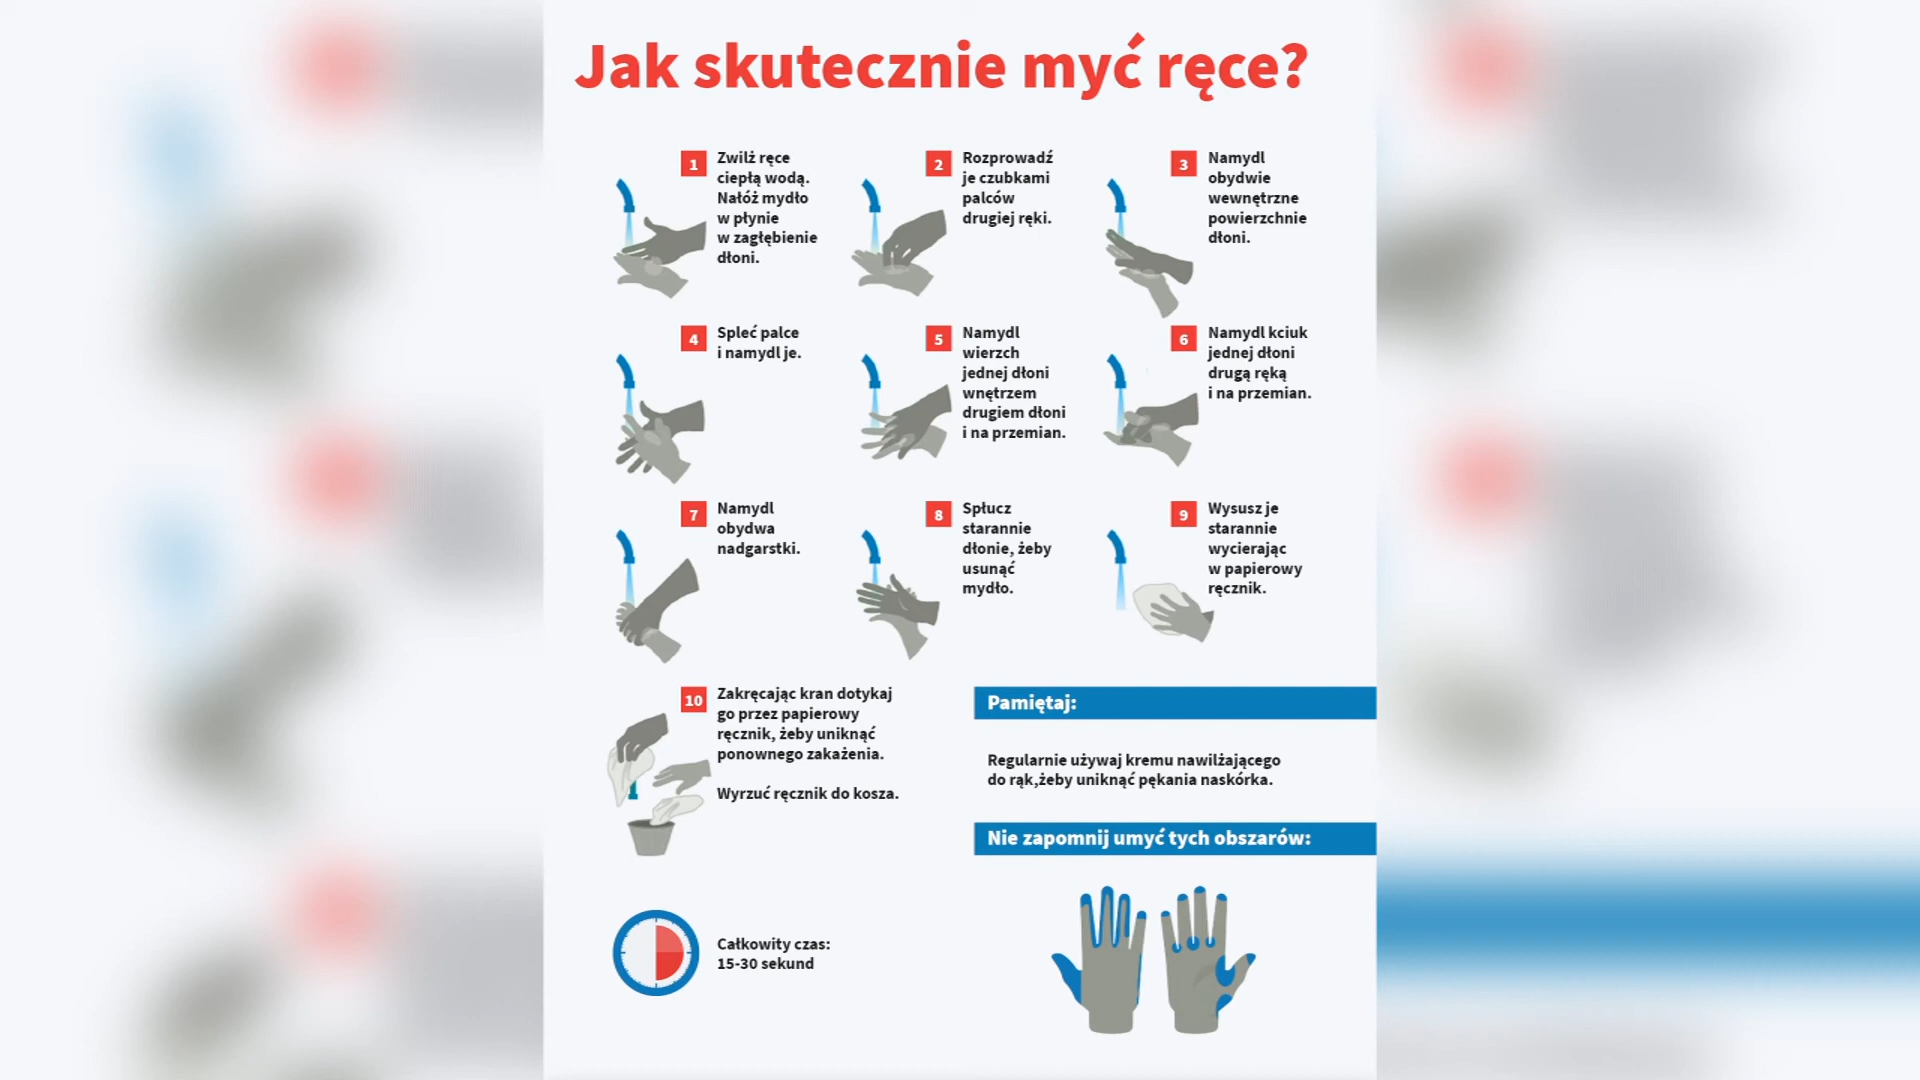 Jak skutecznie myć ręce?
1
Zwilż ręce
ciepłą wodą.
Nałóż mydło
w płynie
w zagłębienie
dłoni.
2
Rozprowadź
je czubkami
palców
drugiej ręki.
3
Namydl
obydwie
wewnętrzne
powierzchnie
dłoni.
4
Spleć palce
i namydl je.
5
Namydl
wierzch
jednej dłoni
wnętrzem
drugiem dłoni
i na przemian.
6
Namydl kciuk
jednej dłoni
drugą ręką
i na przemian.
7
Namydl
obydwa
nadgarstki.
8
Spłucz
starannie
dłonie, żeby
usunąć
mydło.
9
Wysusz je
starannie
wycierając
w papierowy
ręcznik.
10
Zakręcając kran dotykaj
go przez papierowy
ręcznik, żeby uniknąć
ponownego zakażenia.
Wyrzuć ręcznik do kosza.
Pamiętaj:
Regularnie używaj kremu nawilżającego
do rąk,żeby uniknąć pękania naskórka.
Nie zapomnij umyć tych obszarów:
Całkowity czas:
15-30 sekund